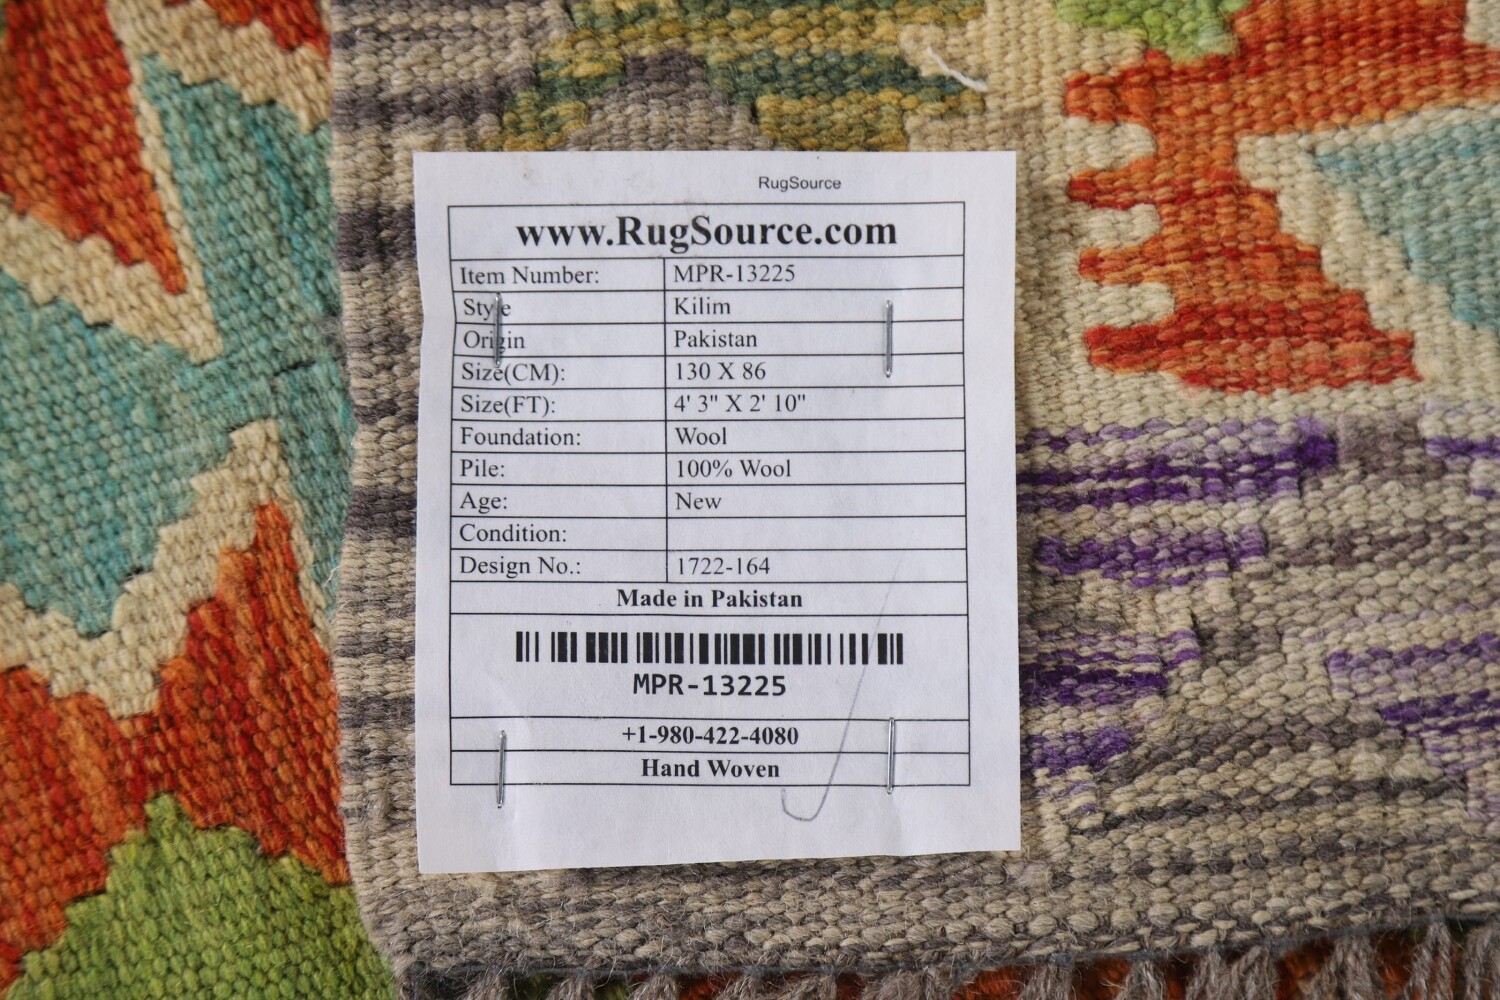 RugSource
www.RugSource.com
Item Number: MPR-13225
Style Kilim
Origin Pakistan
Size(CM): 130 X 86
Size(FT): 4' 3" X 2' 10"
Foundation: Wool
Pile: 100% Wool
Age: New
Condition:
Design No.: 1722-164
Made in Pakistan
MPR-13225
+1-980-422-4080
Hand Woven